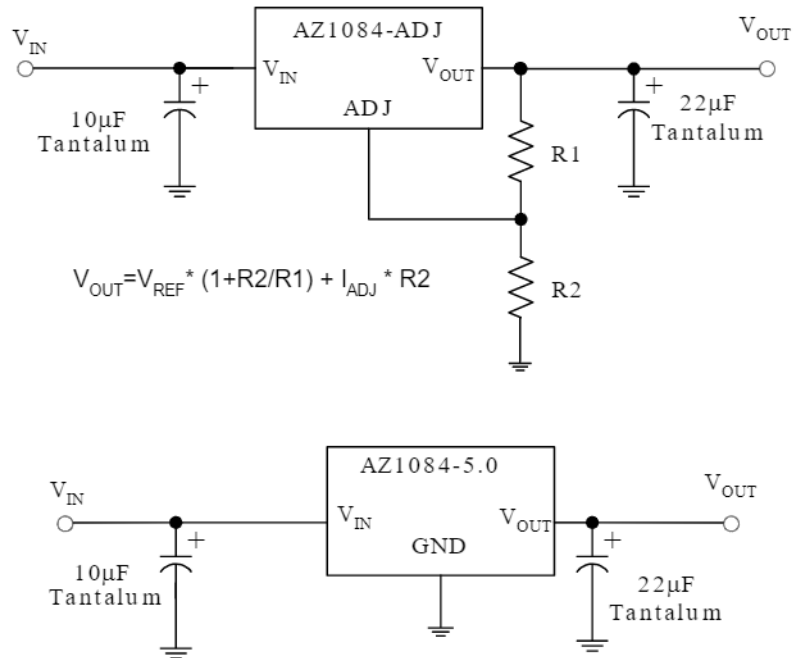 AZ1084-ADJ
V_IN
V_OUT
V_IN
V_OUT
+
+
10μF
Tantalum
ADJ
22μF
Tantalum
R1
V_OUT=V_REF* (1+R2/R1) + I_ADJ * R2
R2
AZ1084-5.0
V_IN
V_OUT
V_IN
V_OUT
+
+
GND
10μF
Tantalum
22μF
Tantalum